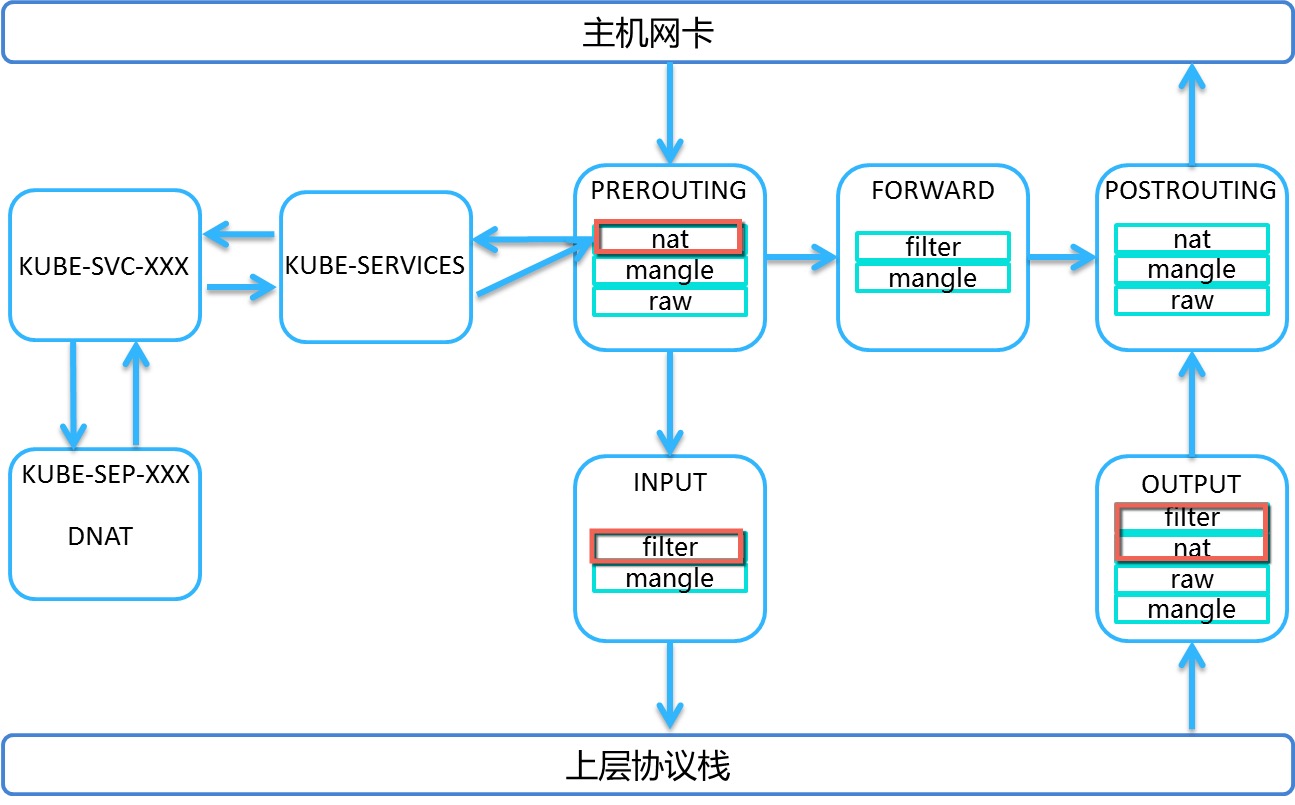 主机网卡
PREROUTING
nat
mangle
raw
FORWARD
filter
mangle
POSTROUTING
nat
mangle
raw
KUBE-SVC-XXX
KUBE-SERVICES
KUBE-SEP-XXX
DNAT
INPUT
filter
mangle
OUTPUT
filter
nat
raw
mangle
上层协议栈